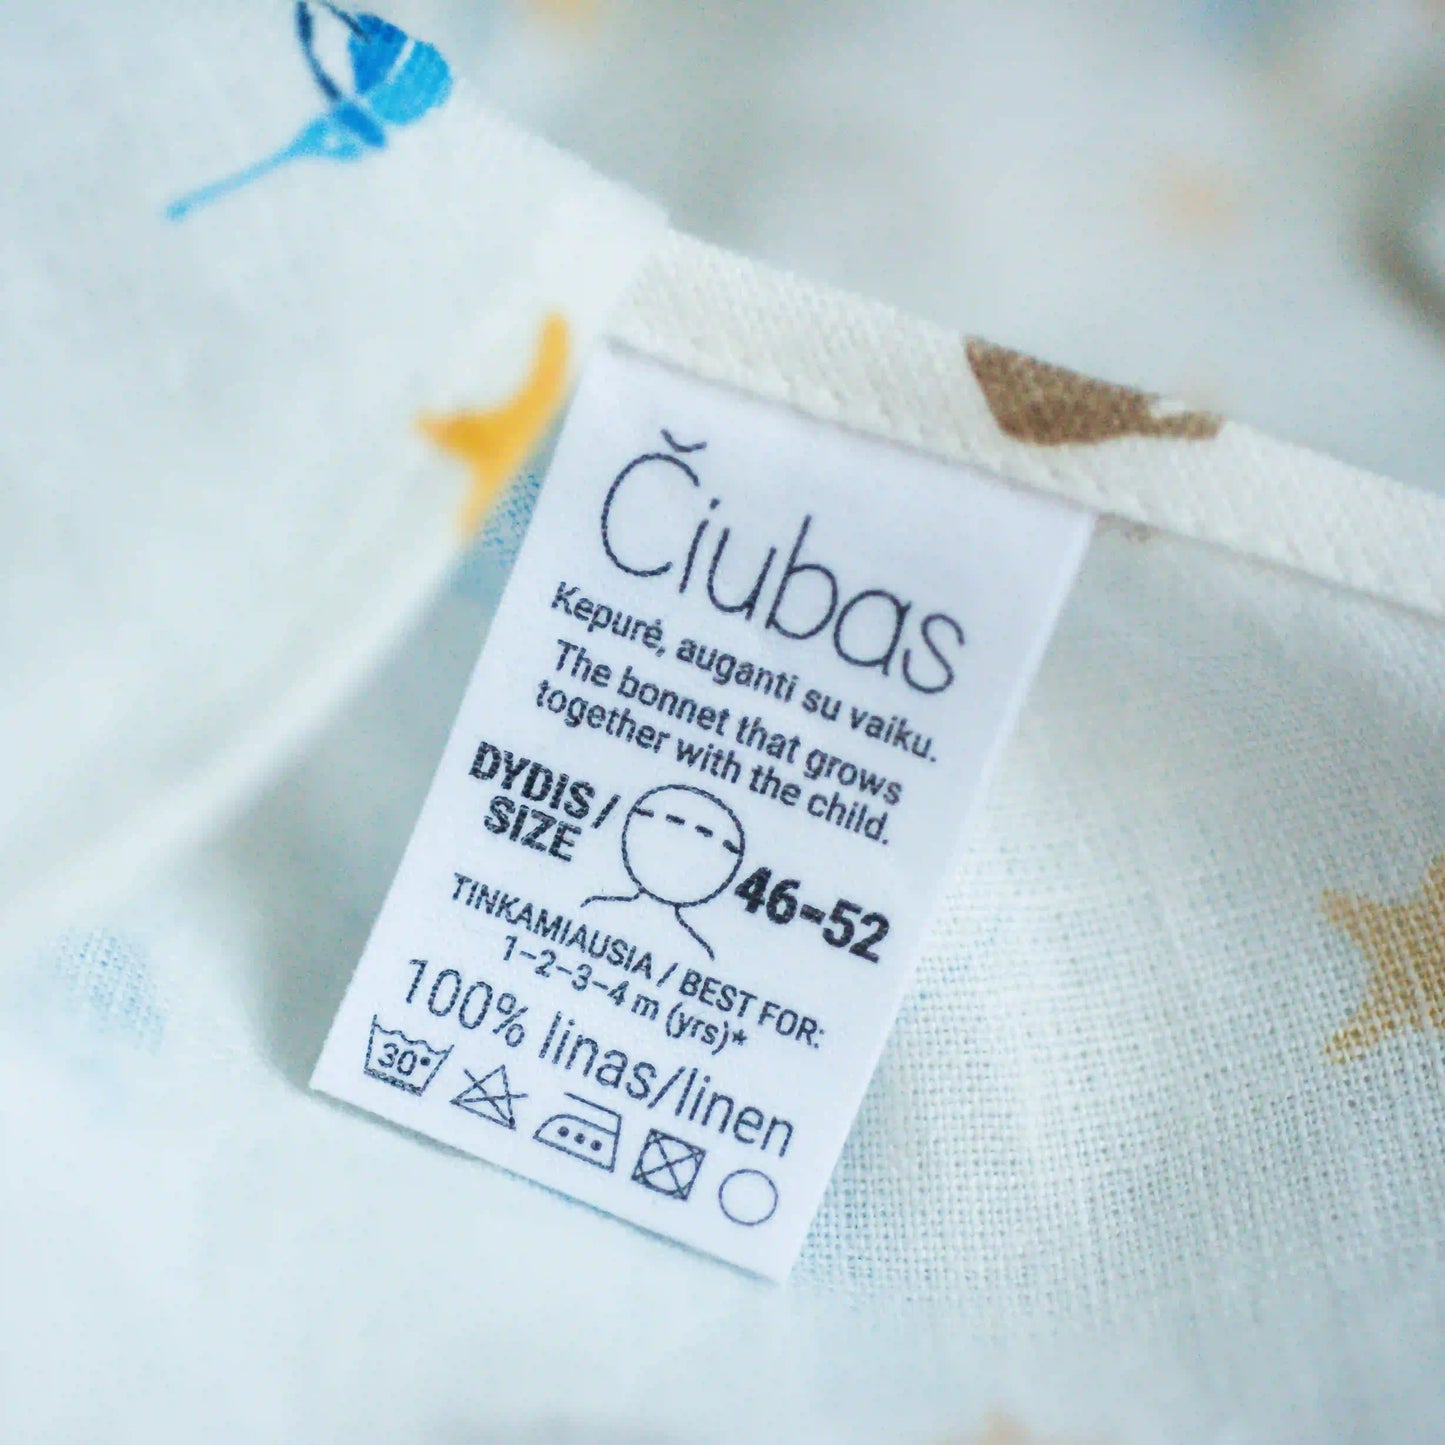 Čiubas
Kepurė, auganti su vaiku.
The bonnet that grows
together with the child.
DYDIS/
SIZE
46-52
TINKAMIAUSIA / BEST FOR:
1-2-3-4 m (yrs)*
100% linas/linen
30°